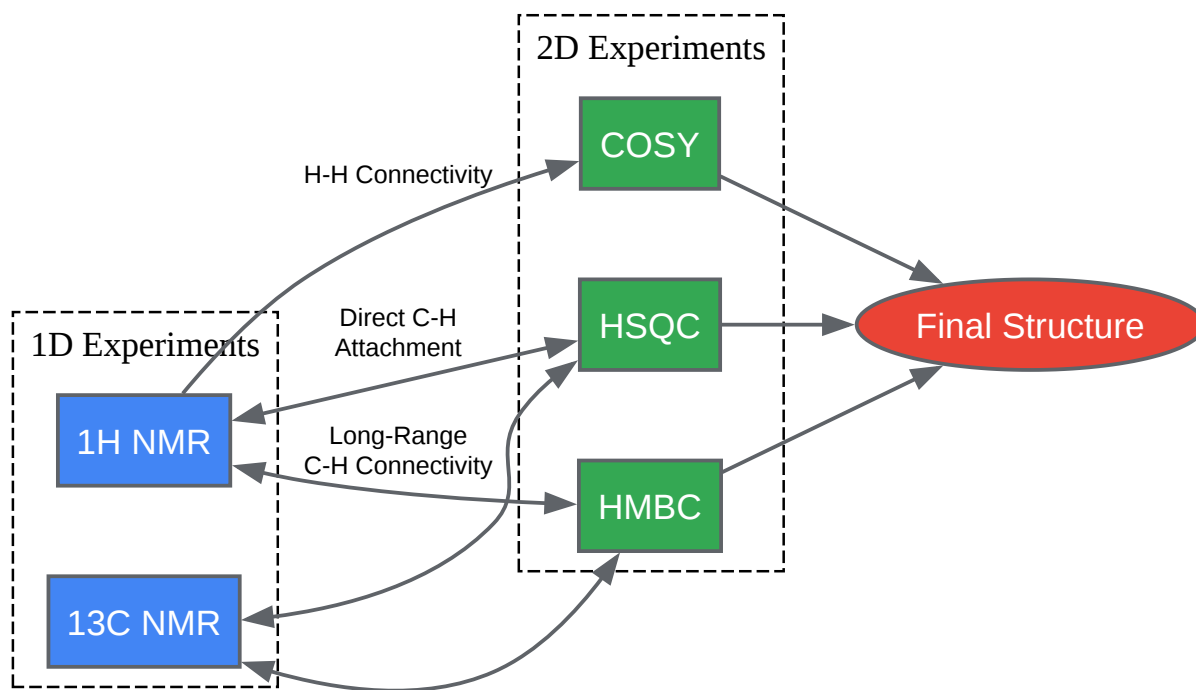 2D Experiments
COSY
H-H Connectivity
1D Experiments
Direct C-H
Attachment
HSQC
Final Structure
1H NMR
Long-Range
C-H Connectivity
HMBC
13C NMR